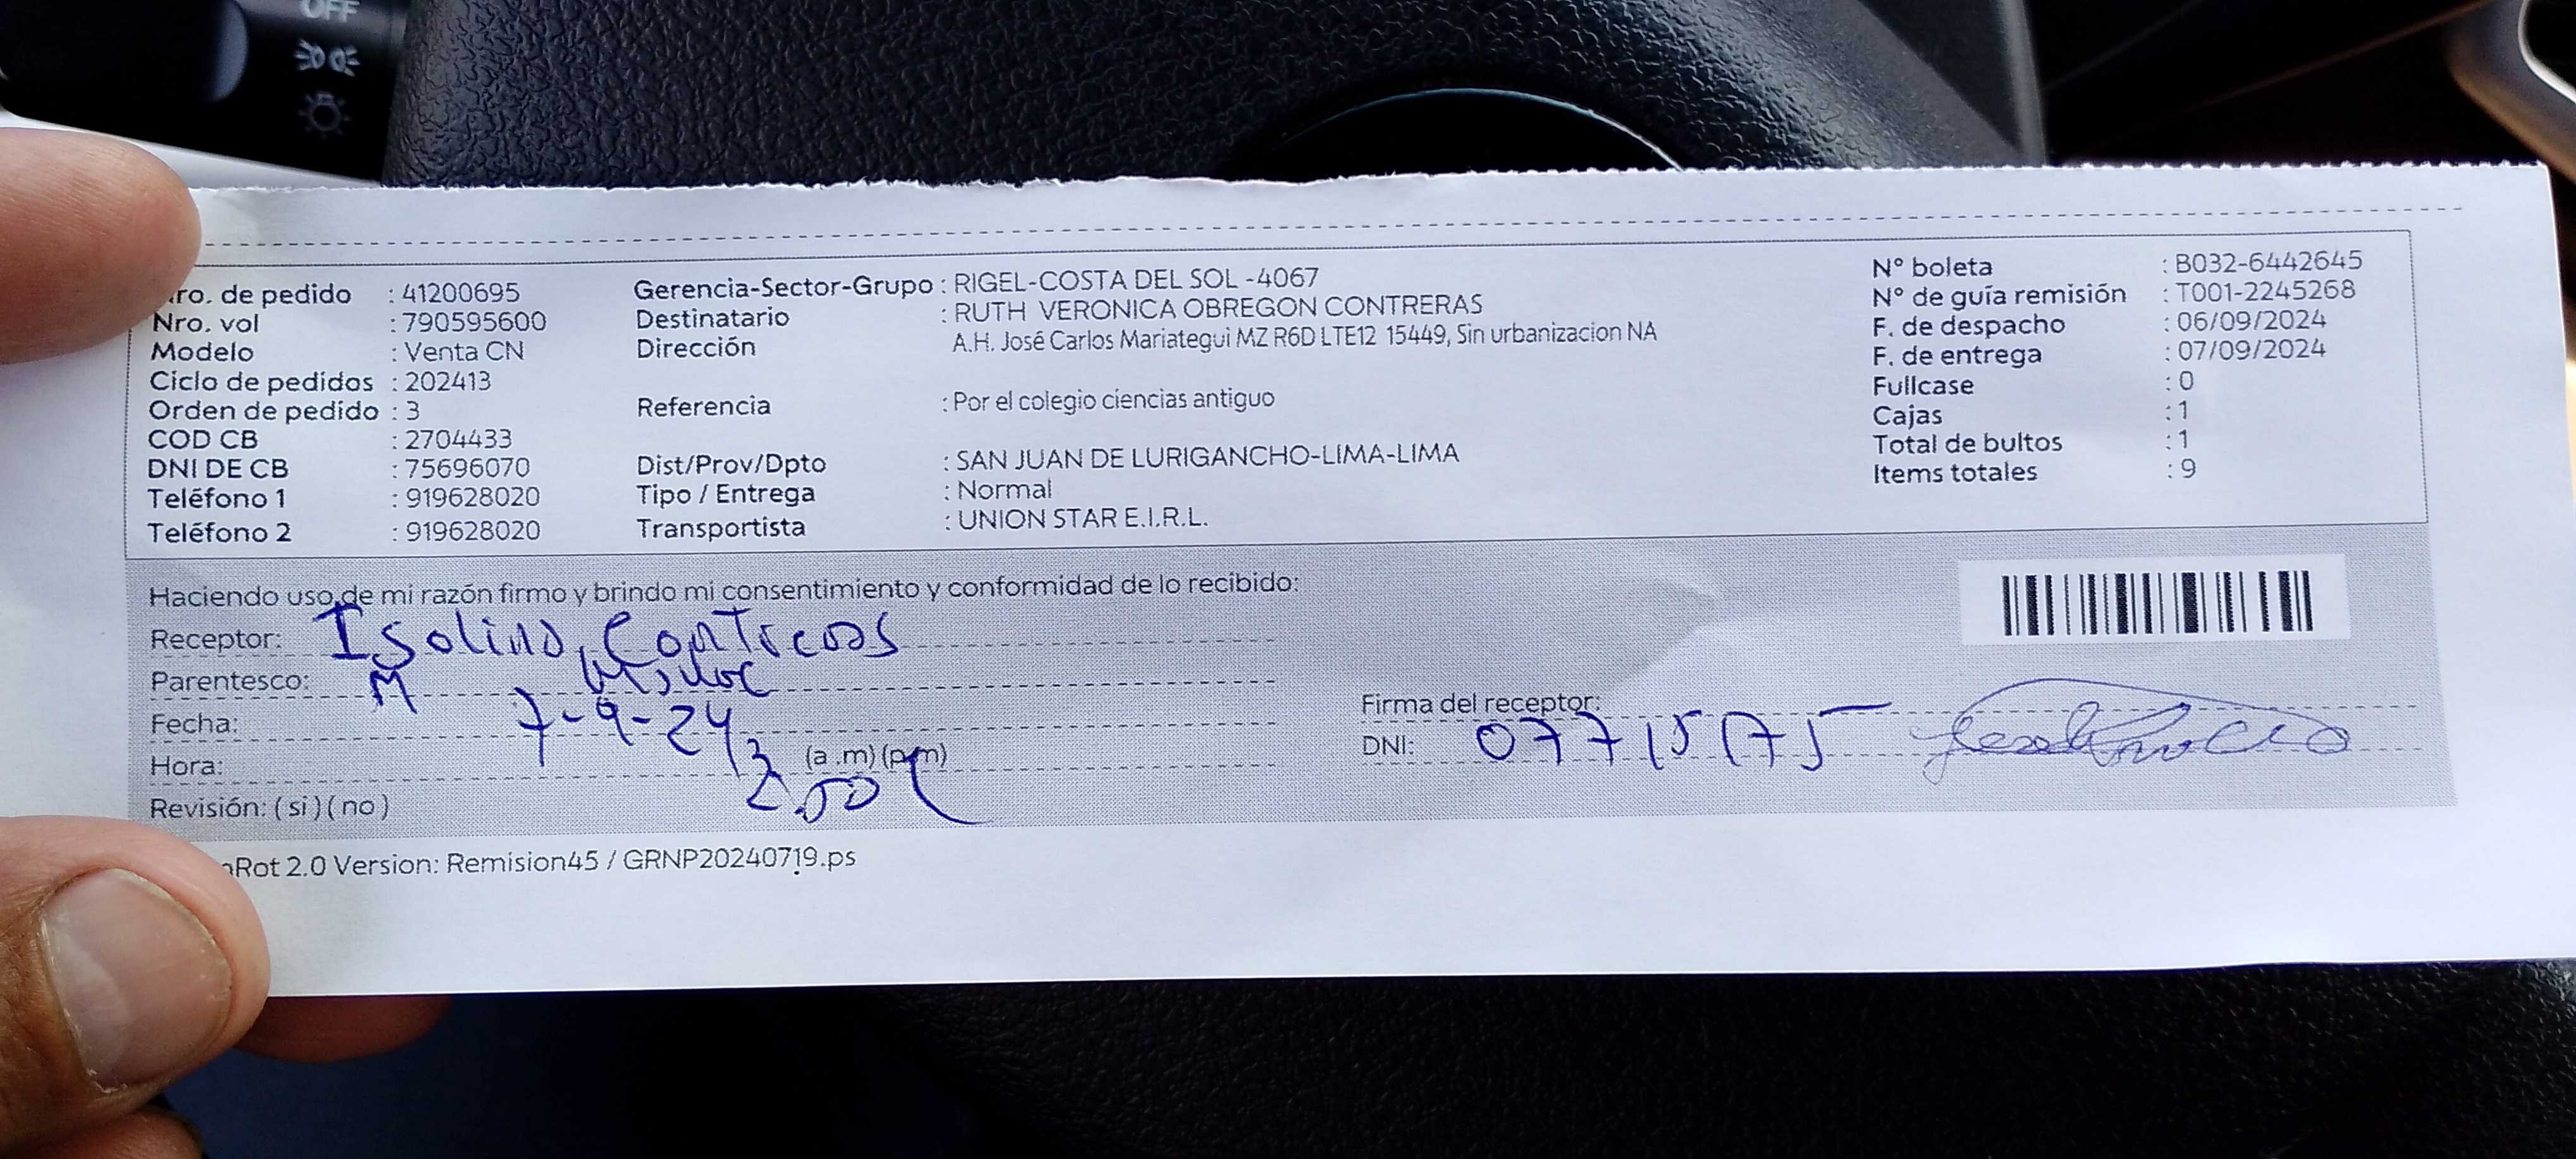 OFF
ro. de pedido : 41200695
Nro. vol : 790595600
Modelo : Venta CN
Ciclo de pedidos : 202413
Orden de pedido : 3
COD CB : 2704433
DNI DE CB : 75696070
Teléfono 1 : 919628020
Teléfono 2 : 919628020
Gerencia-Sector-Grupo : RIGEL-COSTA DEL SOL -4067
Destinatario : RUTH VERONICA OBREGON CONTRERAS
Dirección A.H. José Carlos Mariategui MZ R6D LTE12 15449, Sin urbanizacion NA
Referencia : Por el colegio ciencias antiguo
Dist/Prov/Dpto : SAN JUAN DE LURIGANCHO-LIMA-LIMA
Tipo / Entrega : Normal
Transportista : UNION STAR E.I.R.L.
N° boleta : B032-6442645
N° de guía remisión : T001-2245268
F. de despacho : 06/09/2024
F. de entrega : 07/09/2024
Fullcase : 0
Cajas : 1
Total de bultos : 1
Items totales : 9
Haciendo uso de mi razón firmo y brindo mi consentimiento y conformidad de lo recibido:
Receptor: Isolina
Parentesco: M
Fecha: 7-9-24
Hora: (a .m) (p.m)
Revisión: ( si ) ( no )
Firma del receptor:
DNI:
Rot 2.0 Version: Remision45 / GRNP20240719.ps